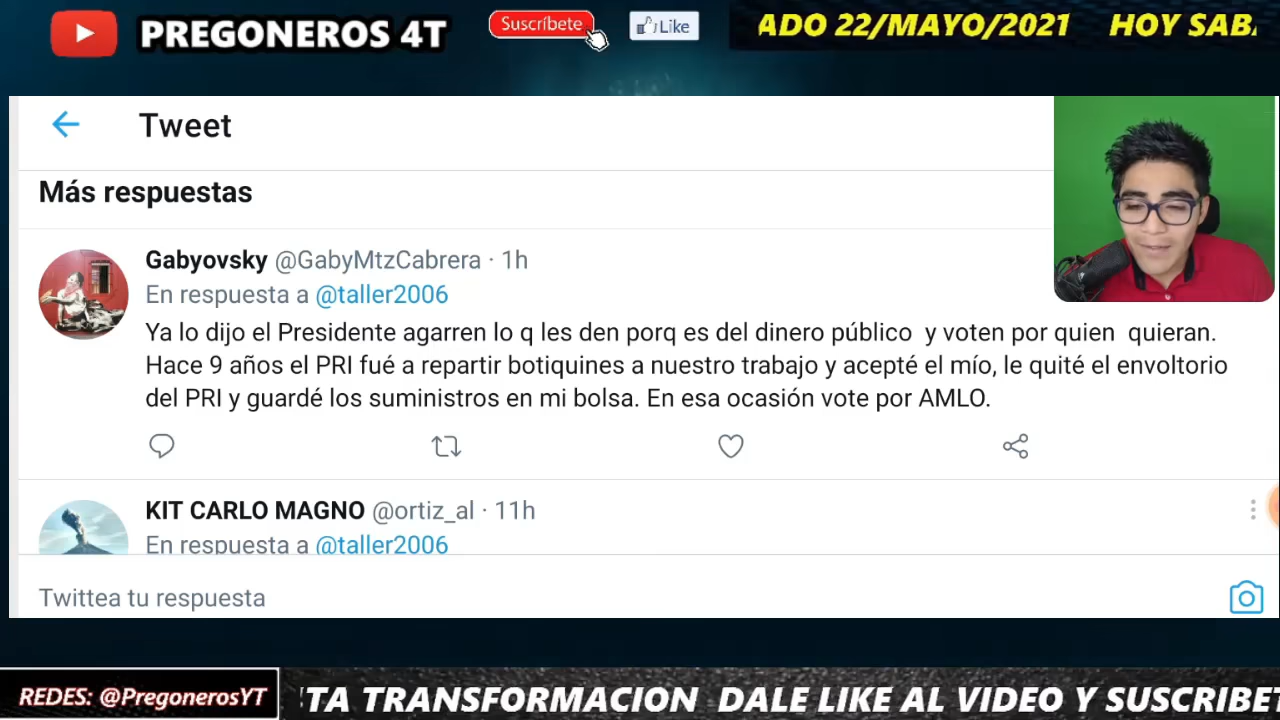 PREGONEROS 4T
Suscríbete
Like
ADO 22/MAYO/2021 HOY SAB
Tweet
Más respuestas
Gabyovsky @GabyMtzCabrera · 1h
En respuesta a @taller2006
Ya lo dijo el Presidente agarren lo q les den porq es del dinero público y voten por quien quieran.
Hace 9 años el PRI fué a repartir botiquines a nuestro trabajo y acepté el mío, le quité el envoltorio
del PRI y guardé los suministros en mi bolsa. En esa ocasión vote por AMLO.
KIT CARLO MAGNO @ortiz_al · 11h
En respuesta a @taller2006
Twittea tu respuesta
REDES: @PregonerosYT
TA TRANSFORMACION DALE LIKE AL VIDEO Y SUSCRIBET